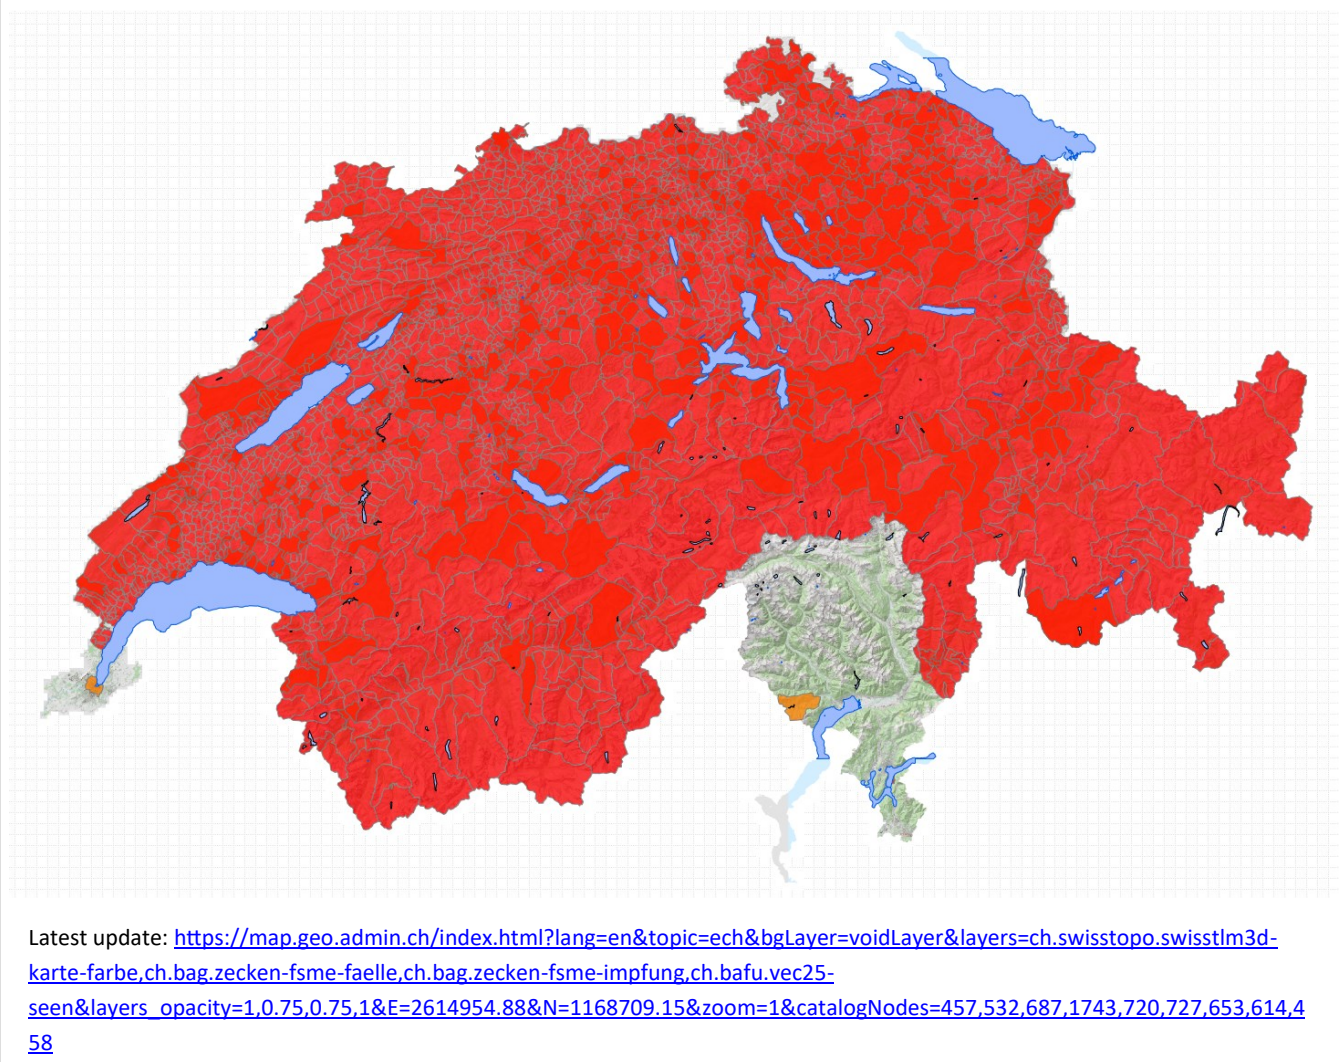 Latest update: https://map.geo.admin.ch/index.html?lang=en&topic=ech&bgLayer=voidLayer&layers=ch.swisstopo.swisstlm3d-
karte-farbe,ch.bag.zecken-fsme-faelle,ch.bag.zecken-fsme-impfung,ch.bafu.vec25-
seen&layers_opacity=1,0.75,0.75,1&E=2614954.88&N=1168709.15&zoom=1&catalogNodes=457,532,687,1743,720,727,653,614,4
58